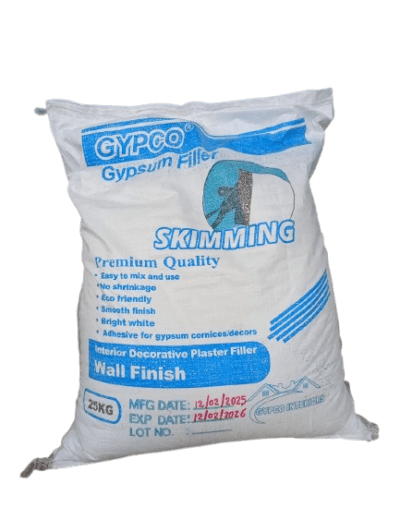 GYPCO®
Gypsum Filler
SKIMMING
Premium Quality
• Easy to mix and use
• No shrinkage
• Eco friendly
• Smooth finish
• Bright white
• Adhesive for gypsum cornices/decors
Interior Decorative Plaster Filler
Wall Finish
25KG
MFG DATE: 12/02/2025
EXP DATE: 12/02/2026
LOT NO.
GYPCO INTERIORS